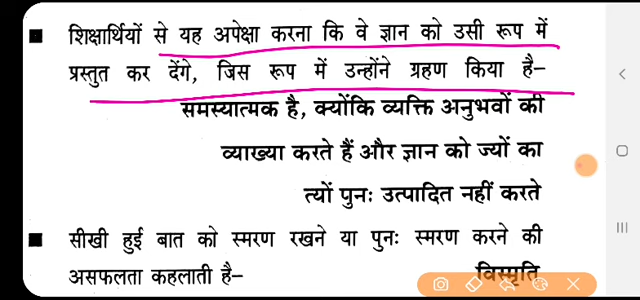 शिक्षार्थियों से यह अपेक्षा करना कि वे ज्ञान को उसी रूप में
प्रस्तुत कर देंगे, जिस रूप में उन्होंने ग्रहण किया है–
समस्यात्मक है, क्योंकि व्यक्ति अनुभवों की
व्याख्या करते हैं और ज्ञान को ज्यों का
त्यों पुनः उत्पादित नहीं करते
सीखी हुई बात को स्मरण रखने या पुनः स्मरण करने की
असफलता कहलाती है– विस्मृति